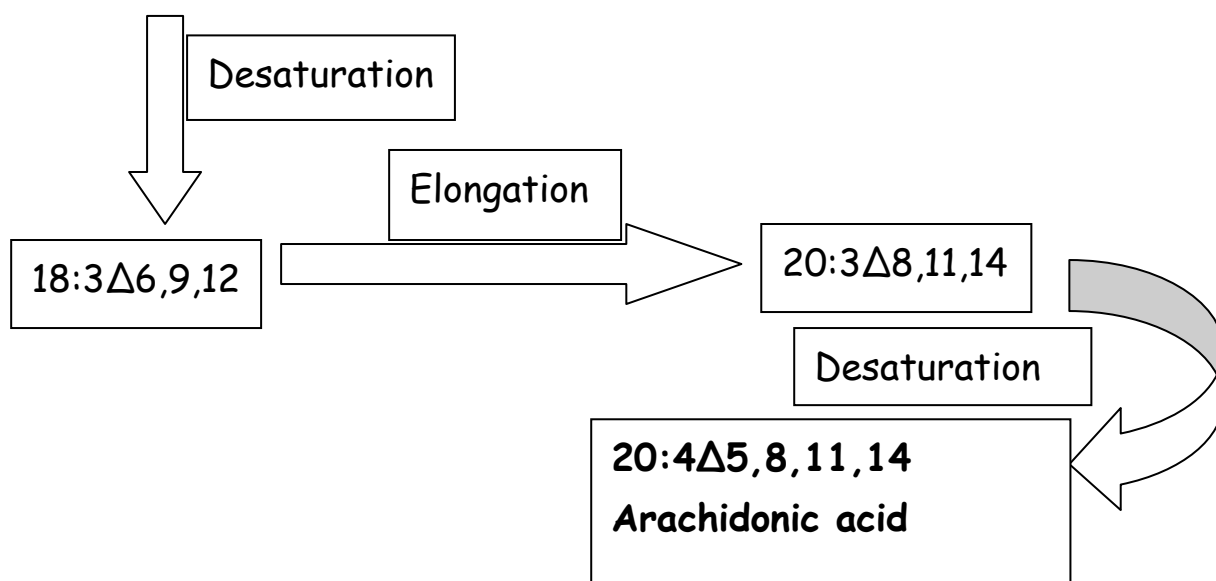 Desaturation
Elongation
18:3Δ6,9,12
20:3Δ8,11,14
Desaturation
20:4Δ5,8,11,14
Arachidonic acid